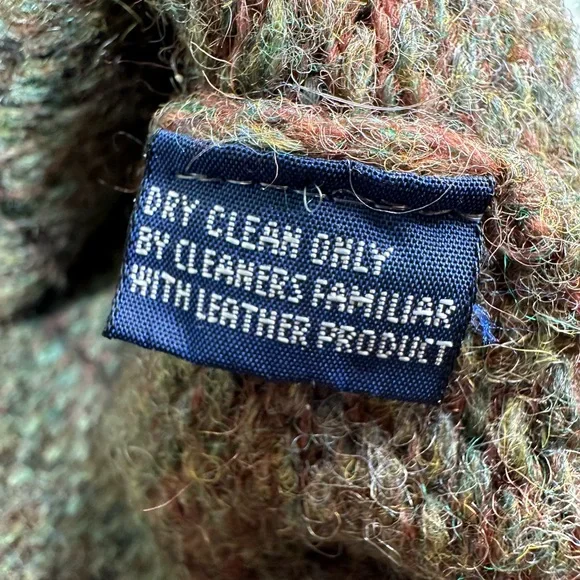 DRY CLEAN ONLY
BY CLEANERS FAMILIAR
WITH LEATHER PRODUCT